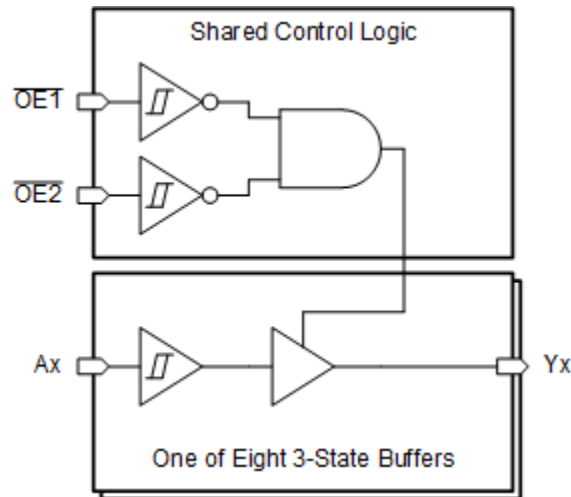 Shared Control Logic
OE1
OE2
Ax
Yx
One of Eight 3-State Buffers